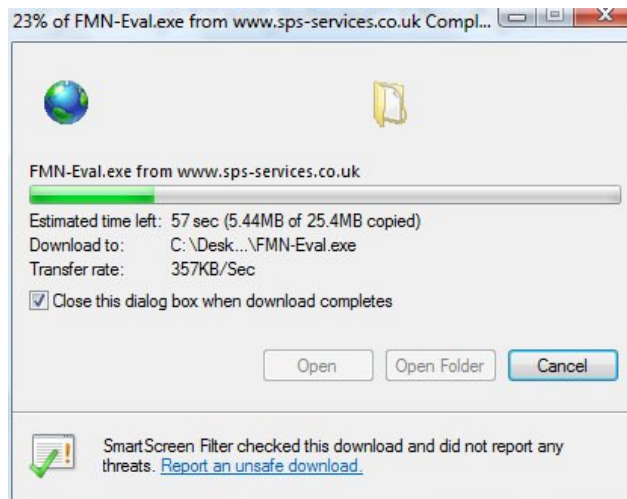 23% of FMN-Eval.exe from www.sps-services.co.uk Compl...
FMN-Eval.exe from www.sps-services.co.uk
Estimated time left: 57 sec (5.44MB of 25.4MB copied)
Download to: C:\Desk...\FMN-Eval.exe
Transfer rate: 357KB/Sec
Close this dialog box when download completes
Open Open Folder Cancel
SmartScreen Filter checked this download and did not report any
threats. Report an unsafe download.